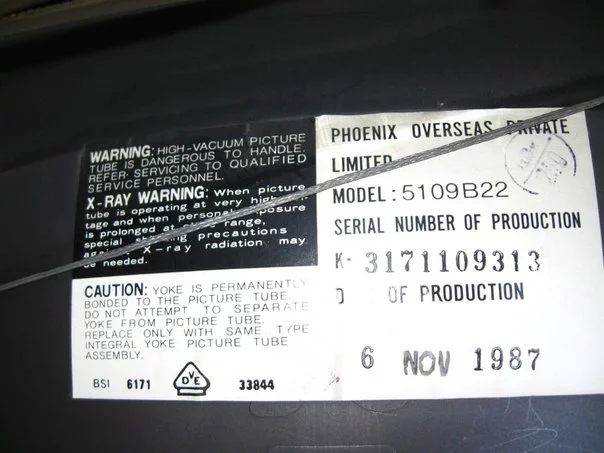 WARNING: HIGH-VACUUM PICTURE
TUBE IS DANGEROUS TO HANDLE.
REFER SERVICING TO QUALIFIED
SERVICE PERSONNEL.
X-RAY WARNING: When picture
tube is operating at very high
tage and when personnel exposure
is prolonged at range,
special precautions
X-ray radiation may
be needed.
CAUTION: YOKE IS PERMANENTLY
BONDED TO THE PICTURE TUBE.
DO NOT ATTEMPT TO SEPARATE
YOKE FROM PICTURE TUBE.
REPLACE ONLY WITH SAME TYPE
INTEGRAL YOKE PICTURE TUBE
ASSEMBLY.
BSI 6171 DVE 33844
PHOENIX OVERSEAS PRIVATE
LIMITED
MODEL: 5109B22
SERIAL NUMBER OF PRODUCTION
K- 3171109313
D OF PRODUCTION
6 NOV 1987